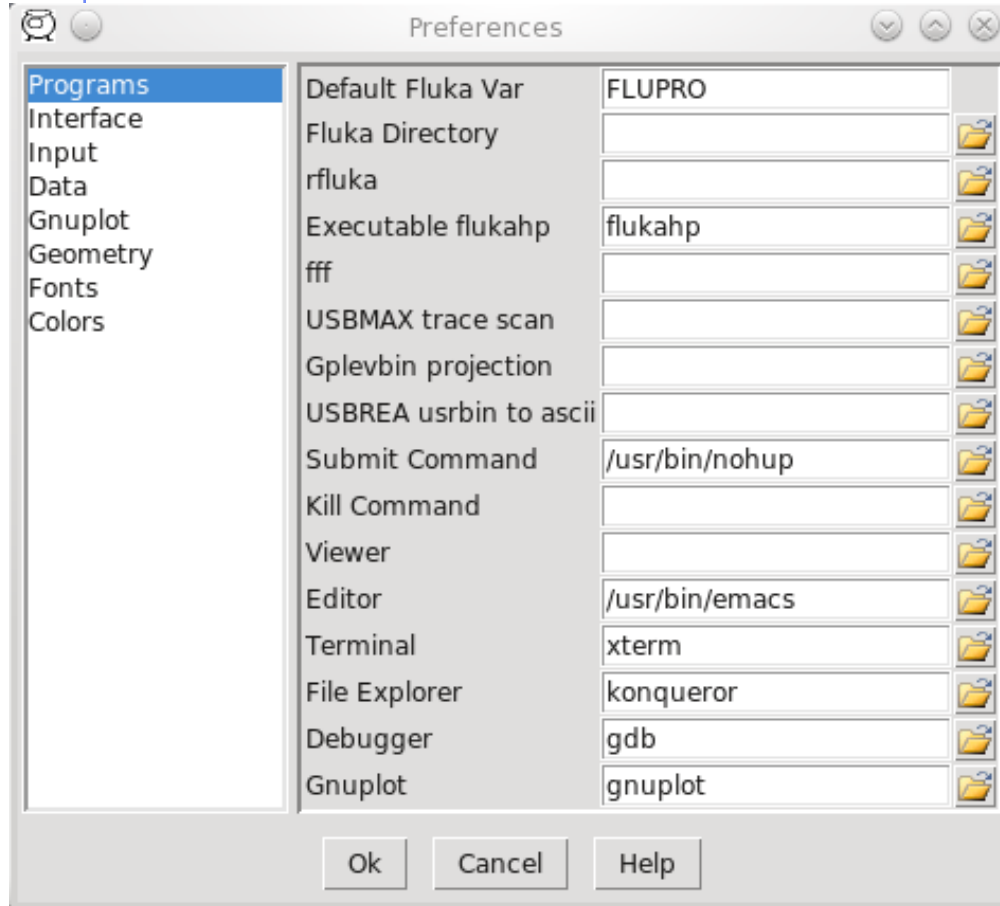 Preferences
Programs
Interface
Input
Data
Gnuplot
Geometry
Fonts
Colors
Default Fluka Var FLUPRO
Fluka Directory
rfluka
Executable flukahp flukahp
fff
USBMAX trace scan
Gplevbin projection
USBREA usrbin to ascii
Submit Command /usr/bin/nohup
Kill Command
Viewer
Editor /usr/bin/emacs
Terminal xterm
File Explorer konqueror
Debugger gdb
Gnuplot gnuplot
Ok Cancel Help